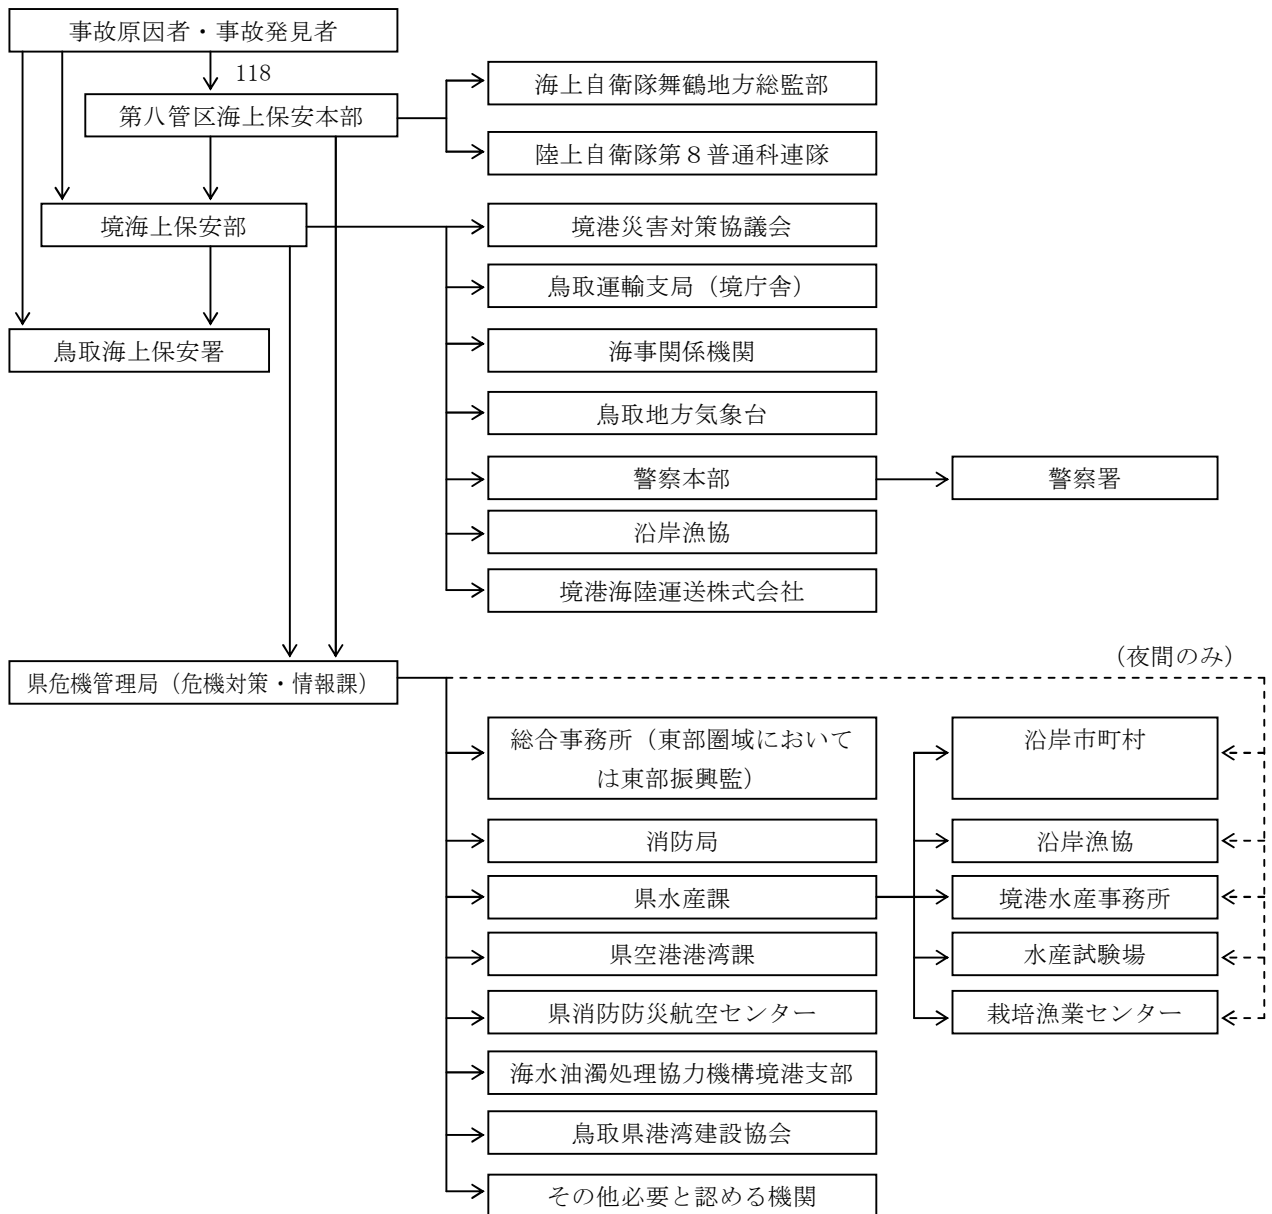 事故原因者・事故発見者
118
第八管区海上保安本部
海上自衛隊舞鶴地方総監部
陸上自衛隊第８普通科連隊
境海上保安部
境港災害対策協議会
鳥取運輸支局（境庁舎）
鳥取海上保安署
海事関係機関
鳥取地方気象台
警察本部
警察署
沿岸漁協
境港海陸運送株式会社
（夜間のみ）
県危機管理局（危機対策・情報課）
総合事務所（東部圏域において
は東部振興監）
沿岸市町村
消防局
沿岸漁協
県水産課
境港水産事務所
県空港港湾課
水産試験場
県消防防災航空センター
栽培漁業センター
海水油濁処理協力機構境港支部
鳥取県港湾建設協会
その他必要と認める機関